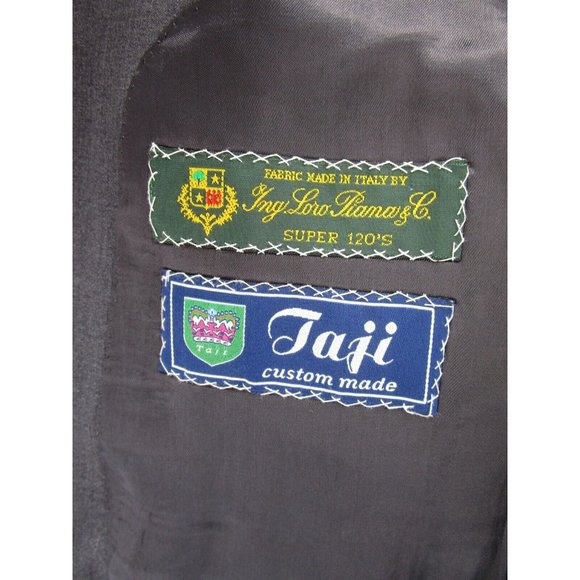 FABRIC MADE IN ITALY BY
Ing. Loro Piana & C.
SUPER 120'S
Taji
Taji
custom made